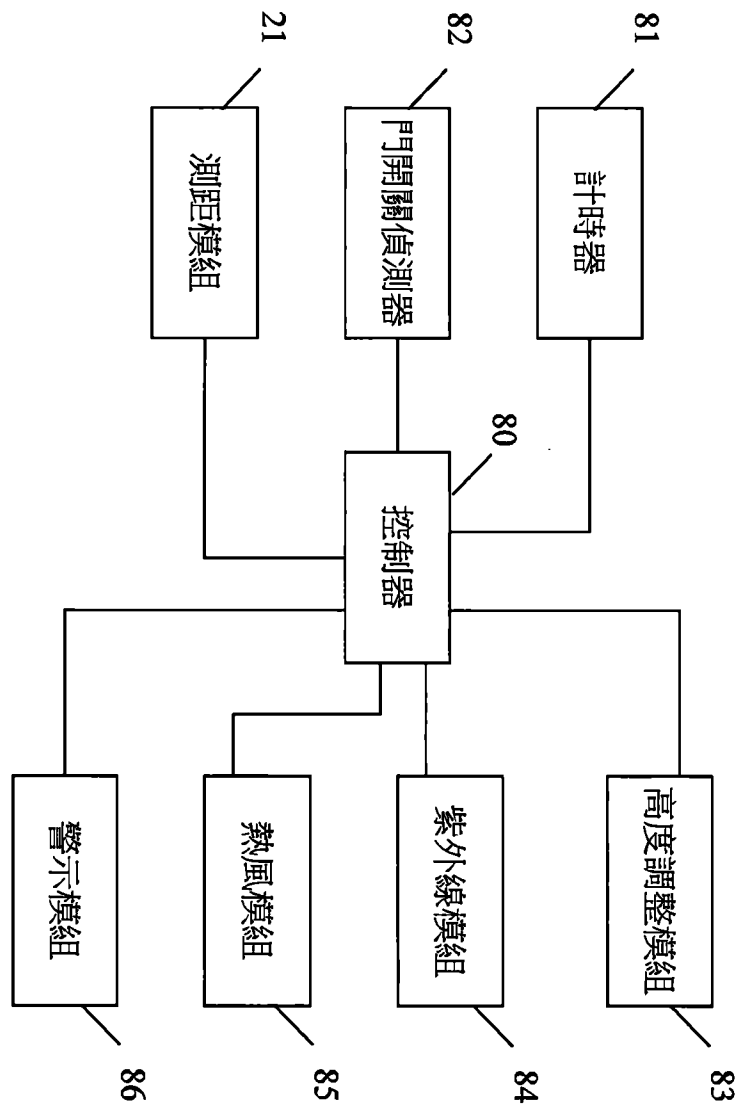 81
計時器
82
門開關偵測器
21
測距模組
80
控制器
高度調整模組
83
紫外線模組
84
熱風模組
85
警示模組
86